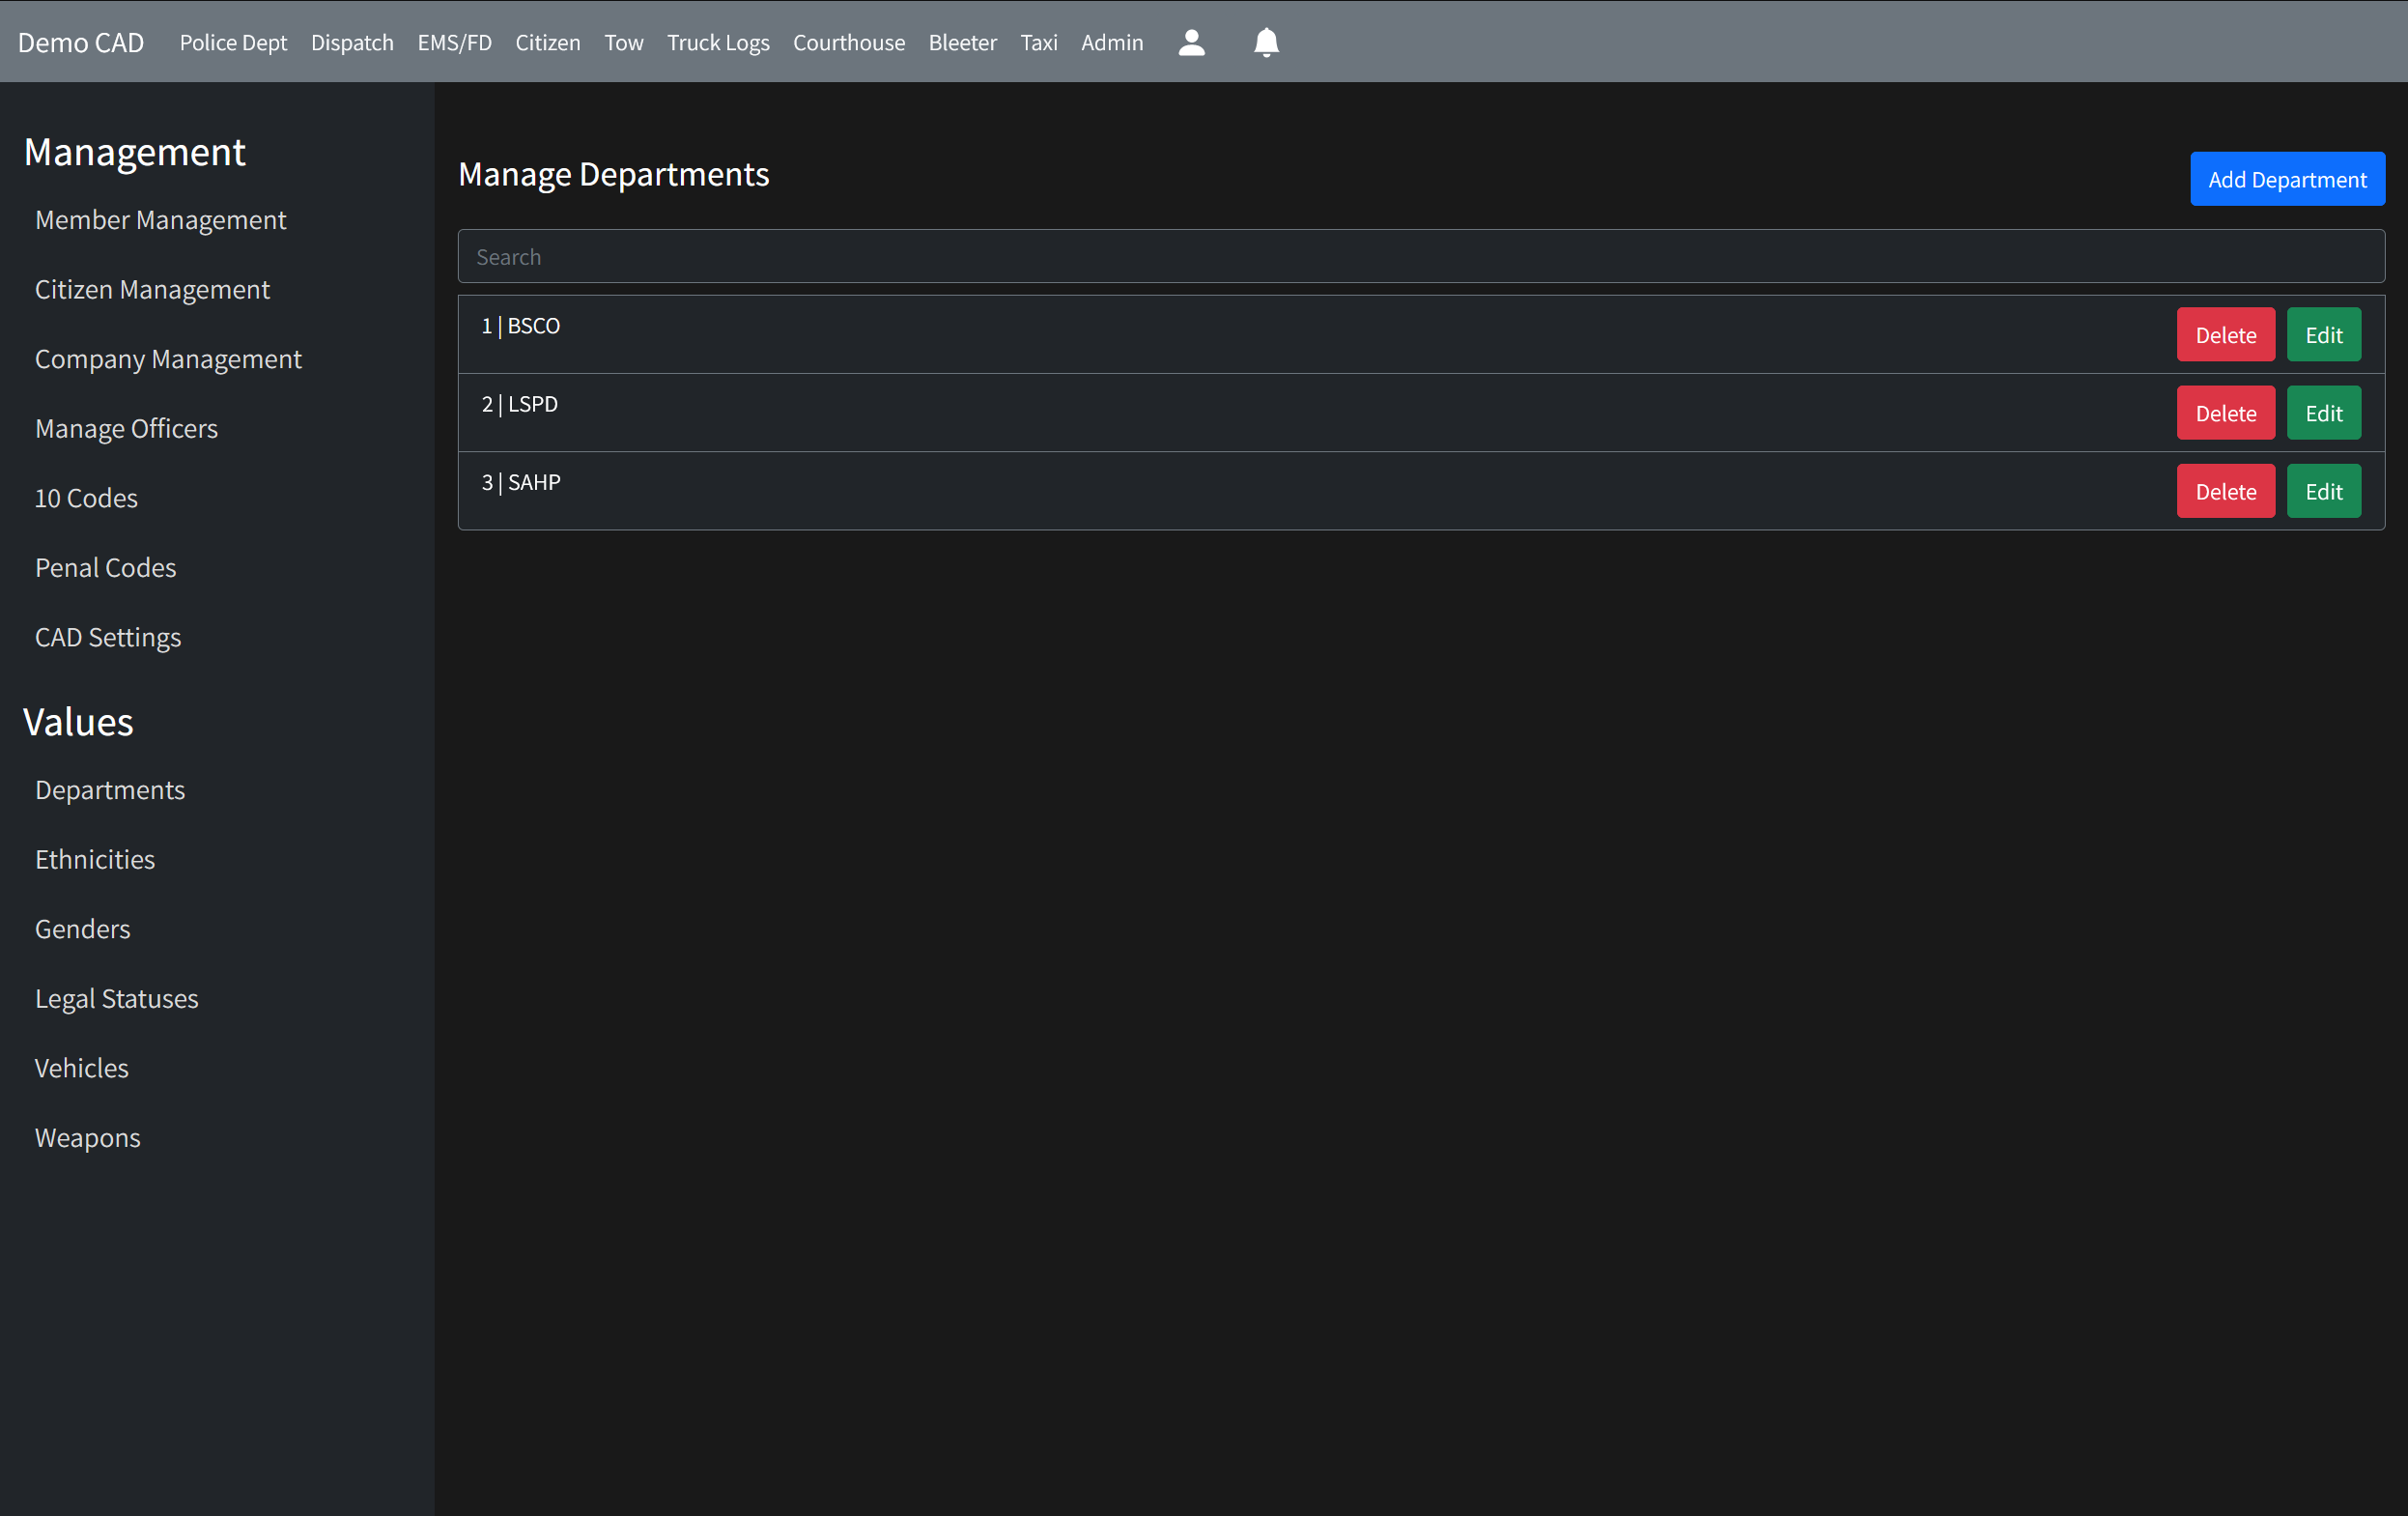 Demo CAD Police Dept Dispatch EMS/FD Citizen Tow Truck Logs Courthouse Bleeter Taxi Admin
Management
Member Management
Citizen Management
Company Management
Manage Officers
10 Codes
Penal Codes
CAD Settings
Values
Departments
Ethnicities
Genders
Legal Statuses
Vehicles
Weapons
Manage Departments
Add Department
Search
1 | BSCO Delete Edit
2 | LSPD Delete Edit
3 | SAHP Delete Edit